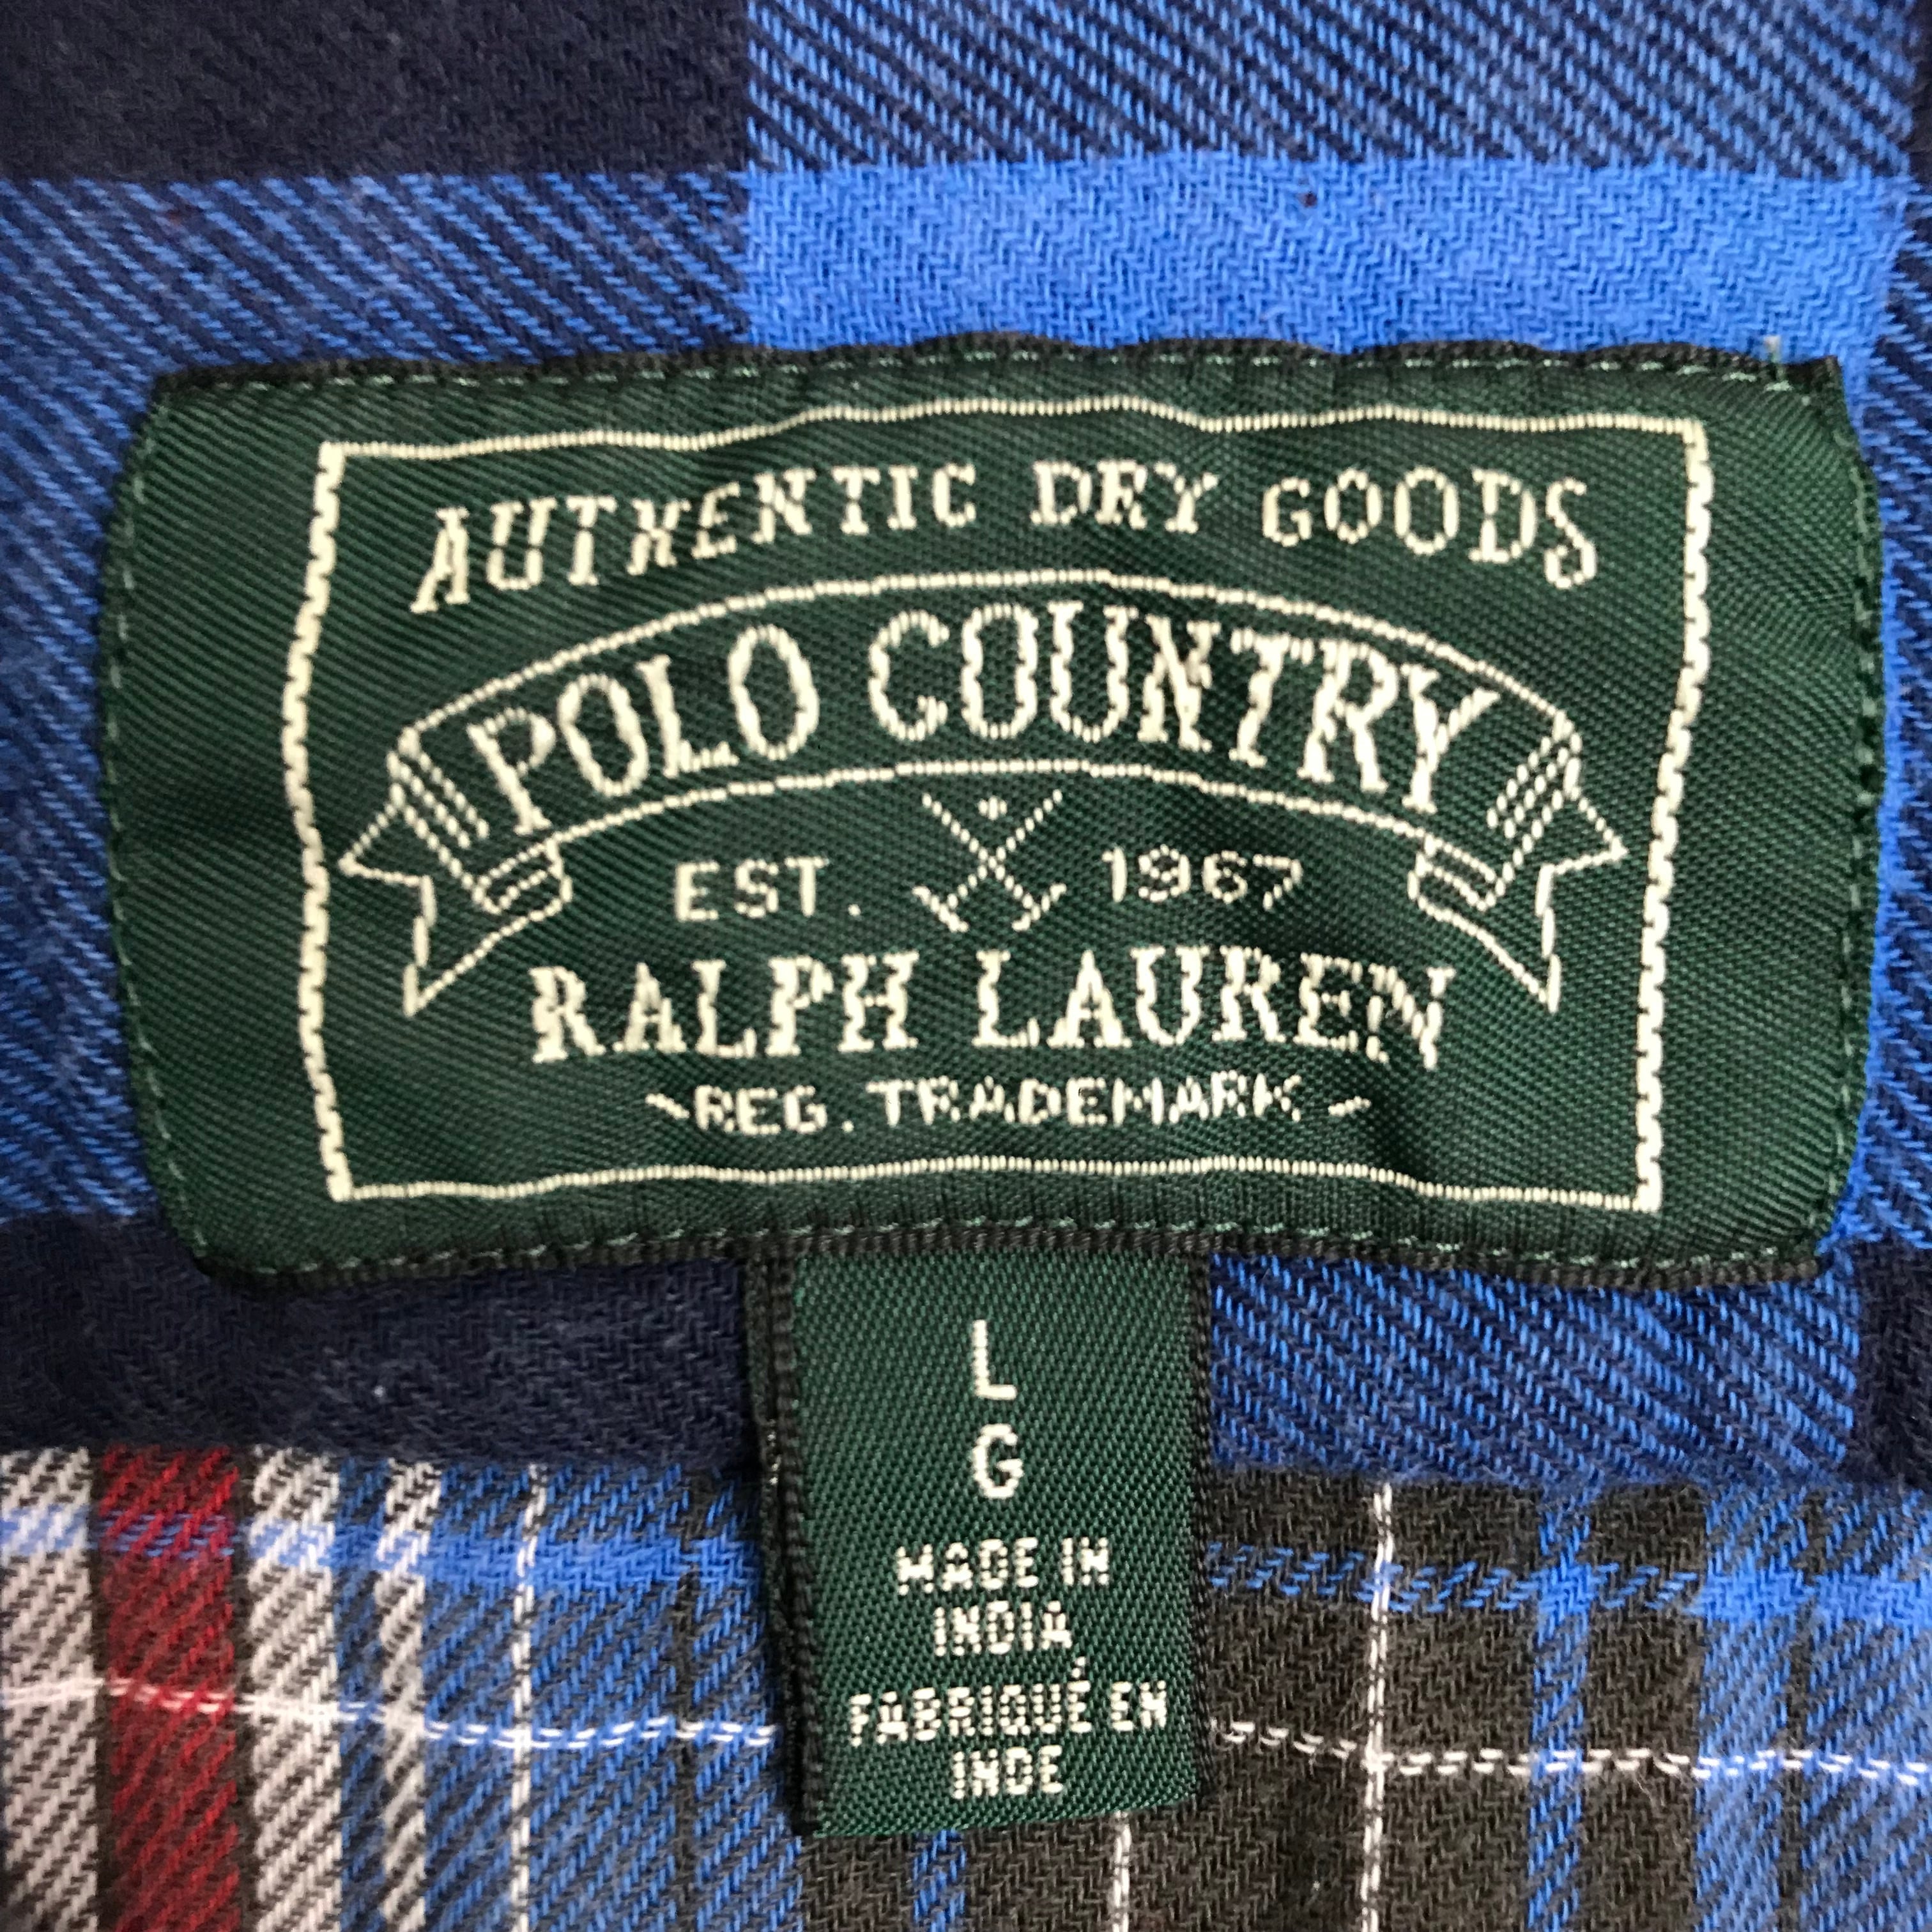 AUTHENTIC DRY GOODS
POLO COUNTRY
EST. 1967
RALPH LAUREN
~REG. TRADEMARK~
L
G
MADE IN
INDIA
FABRIQUÉ EN
INDE